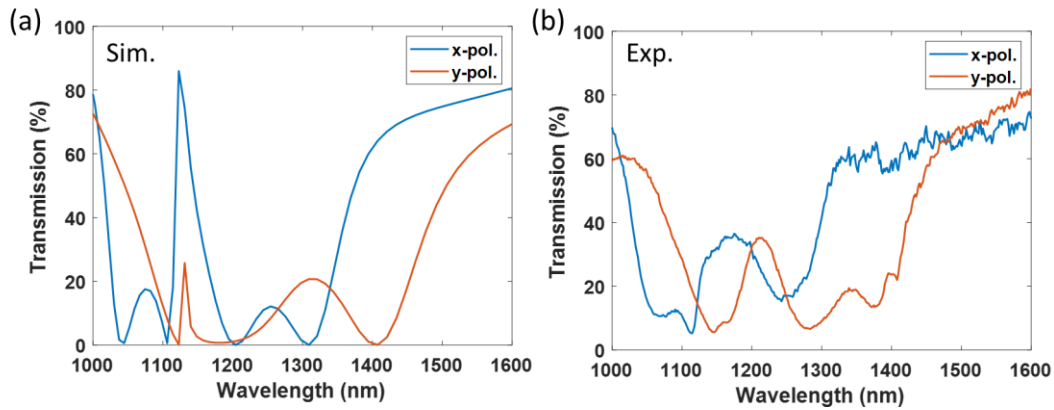 (a)
Sim.
x-pol.
y-pol.
Transmission (%)
100
80
60
40
20
0
1000 1100 1200 1300 1400 1500 1600
Wavelength (nm)
(b)
Exp.
x-pol.
y-pol.
Transmission (%)
100
80
60
40
20
0
1000 1100 1200 1300 1400 1500 1600
Wavelength (nm)